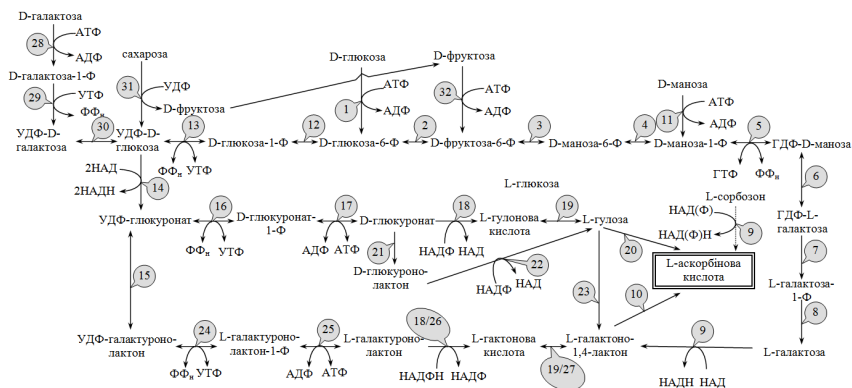 D-галактоза
АТФ
28
АДФ
D-галактоза-1-Ф
29
УТФ
ФФн
УДФ-D-
галактоза
30
сахароза
31
УДФ
D-фруктоза
УДФ-D-
глюкоза
13
ФФн
УТФ
D-глюкоза-1-Ф
12
D-глюкоза
АТФ
1
АДФ
D-глюкоза-6-Ф
2
D-фруктоза
32
АТФ
АДФ
D-фруктоза-6-Ф
3
D-маноза-6-Ф
4
D-маноза
11
АТФ
АДФ
D-маноза-1-Ф
5
ГТФ
ФФн
ГДФ-D-маноза
6
2НАД
2НАДН
14
L-глюкоза
L-сорбозон
НАД(Ф)
НАД(Ф)Н
9
ГДФ-L-
галактоза
УДФ-глюкуронат
16
ФФн
УТФ
D-глюкуронат-
1-Ф
17
АДФ
АТФ
D-глюкуронат
18
НАДФ
НАД
L-гулонова
кислота
19
L-гулоза
20
21
D-глюкуроно-
лактон
22
НАДФ
НАД
L-аскорбінова
кислота
7
15
23
10
L-галактоза-
1-Ф
8
УДФ-галактуроно-
лактон
24
ФФн
УТФ
L-галактуроно-
лактон-1-Ф
25
АДФ
АТФ
L-галактуроно-
лактон
18/26
НАДФН
НАДФ
L-лактонова
кислота
19/27
L-галактоно-
1,4-лактон
9
НАДН
НАД
L-галактоза